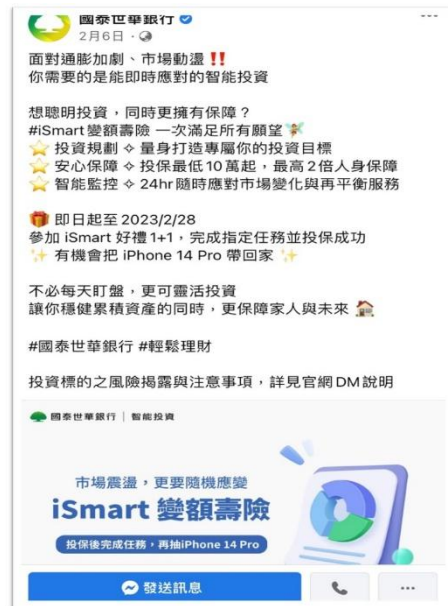 國泰世華銀行
2月6日 ·
面對通膨加劇、市場動盪‼️
你需要的是能即時應對的智能投資
想聰明投資，同時更擁有保障？
#iSmart變額壽險 一次滿足所有願望🧚
⭐ 投資規劃 ✧ 量身打造專屬你的投資目標
⭐ 安心保障 ✧ 投保最低10萬起，最高2倍人身保障
⭐ 智能監控 ✧ 24hr隨時應對市場變化與再平衡服務
🎁 即日起至2023/2/28
參加 iSmart 好禮1+1，完成指定任務並投保成功
✨ 有機會把 iPhone 14 Pro 帶回家 ✨
不必每天盯盤，更可靈活投資
讓你穩健累積資產的同時，更保障家人與未來 🏠
#國泰世華銀行 #輕鬆理財
投資標的之風險揭露與注意事項，詳見官網DM說明
國泰世華銀行｜智能投資
市場震盪，更要隨機應變
iSmart 變額壽險
投保後完成任務，再抽iPhone 14 Pro
發送訊息